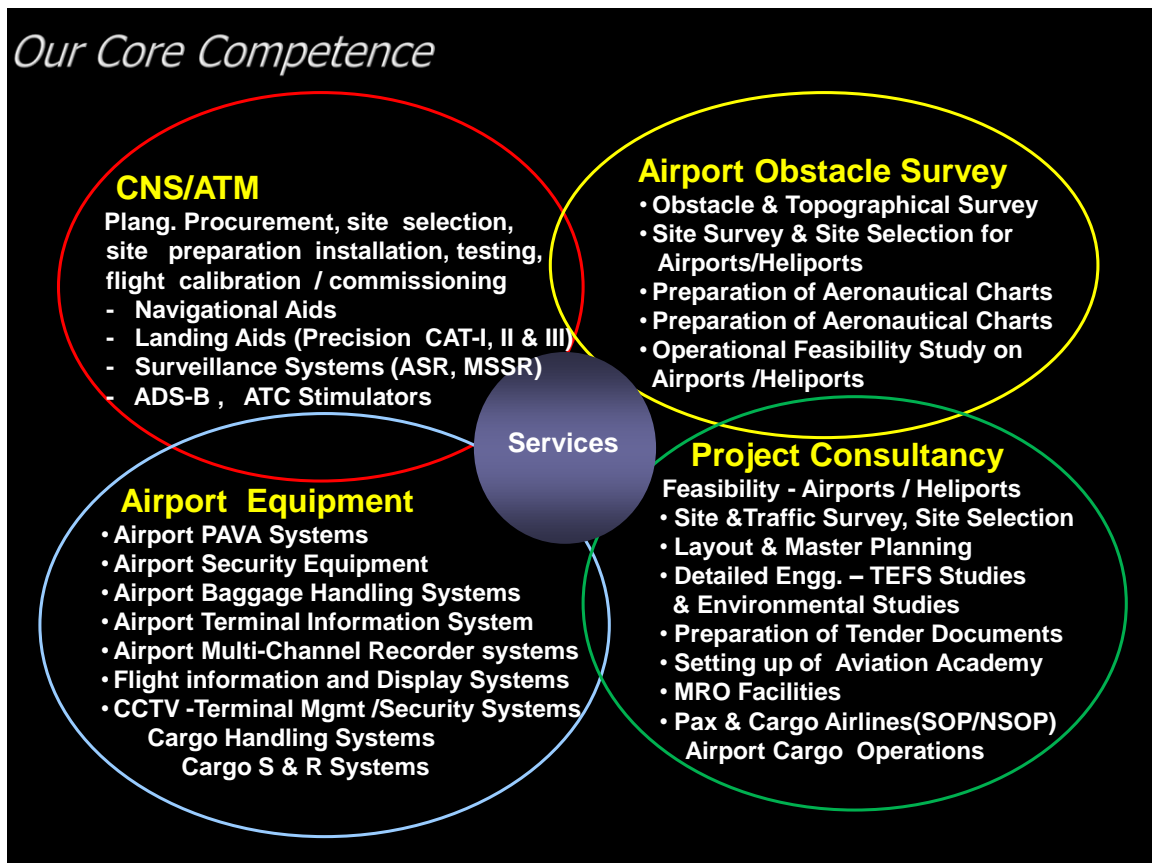 Our Core Competence
CNS/ATM
Plang. Procurement, site selection,
site preparation installation, testing,
flight calibration / commissioning
- Navigational Aids
- Landing Aids (Precision CAT-I, II & III)
- Surveillance Systems (ASR, MSSR)
- ADS-B , ATC Stimulators
Airport Obstacle Survey
• Obstacle & Topographical Survey
• Site Survey & Site Selection for
Airports/Heliports
• Preparation of Aeronautical Charts
• Preparation of Aeronautical Charts
• Operational Feasibility Study on
Airports /Heliports
Services
Airport Equipment
• Airport PAVA Systems
• Airport Security Equipment
• Airport Baggage Handling Systems
• Airport Terminal Information System
• Airport Multi-Channel Recorder systems
• Flight information and Display Systems
• CCTV -Terminal Mgmt /Security Systems
Cargo Handling Systems
Cargo S & R Systems
Project Consultancy
Feasibility - Airports / Heliports
• Site &Traffic Survey, Site Selection
• Layout & Master Planning
• Detailed Engg. – TEFS Studies
& Environmental Studies
• Preparation of Tender Documents
• Setting up of Aviation Academy
• MRO Facilities
• Pax & Cargo Airlines(SOP/NSOP)
Airport Cargo Operations